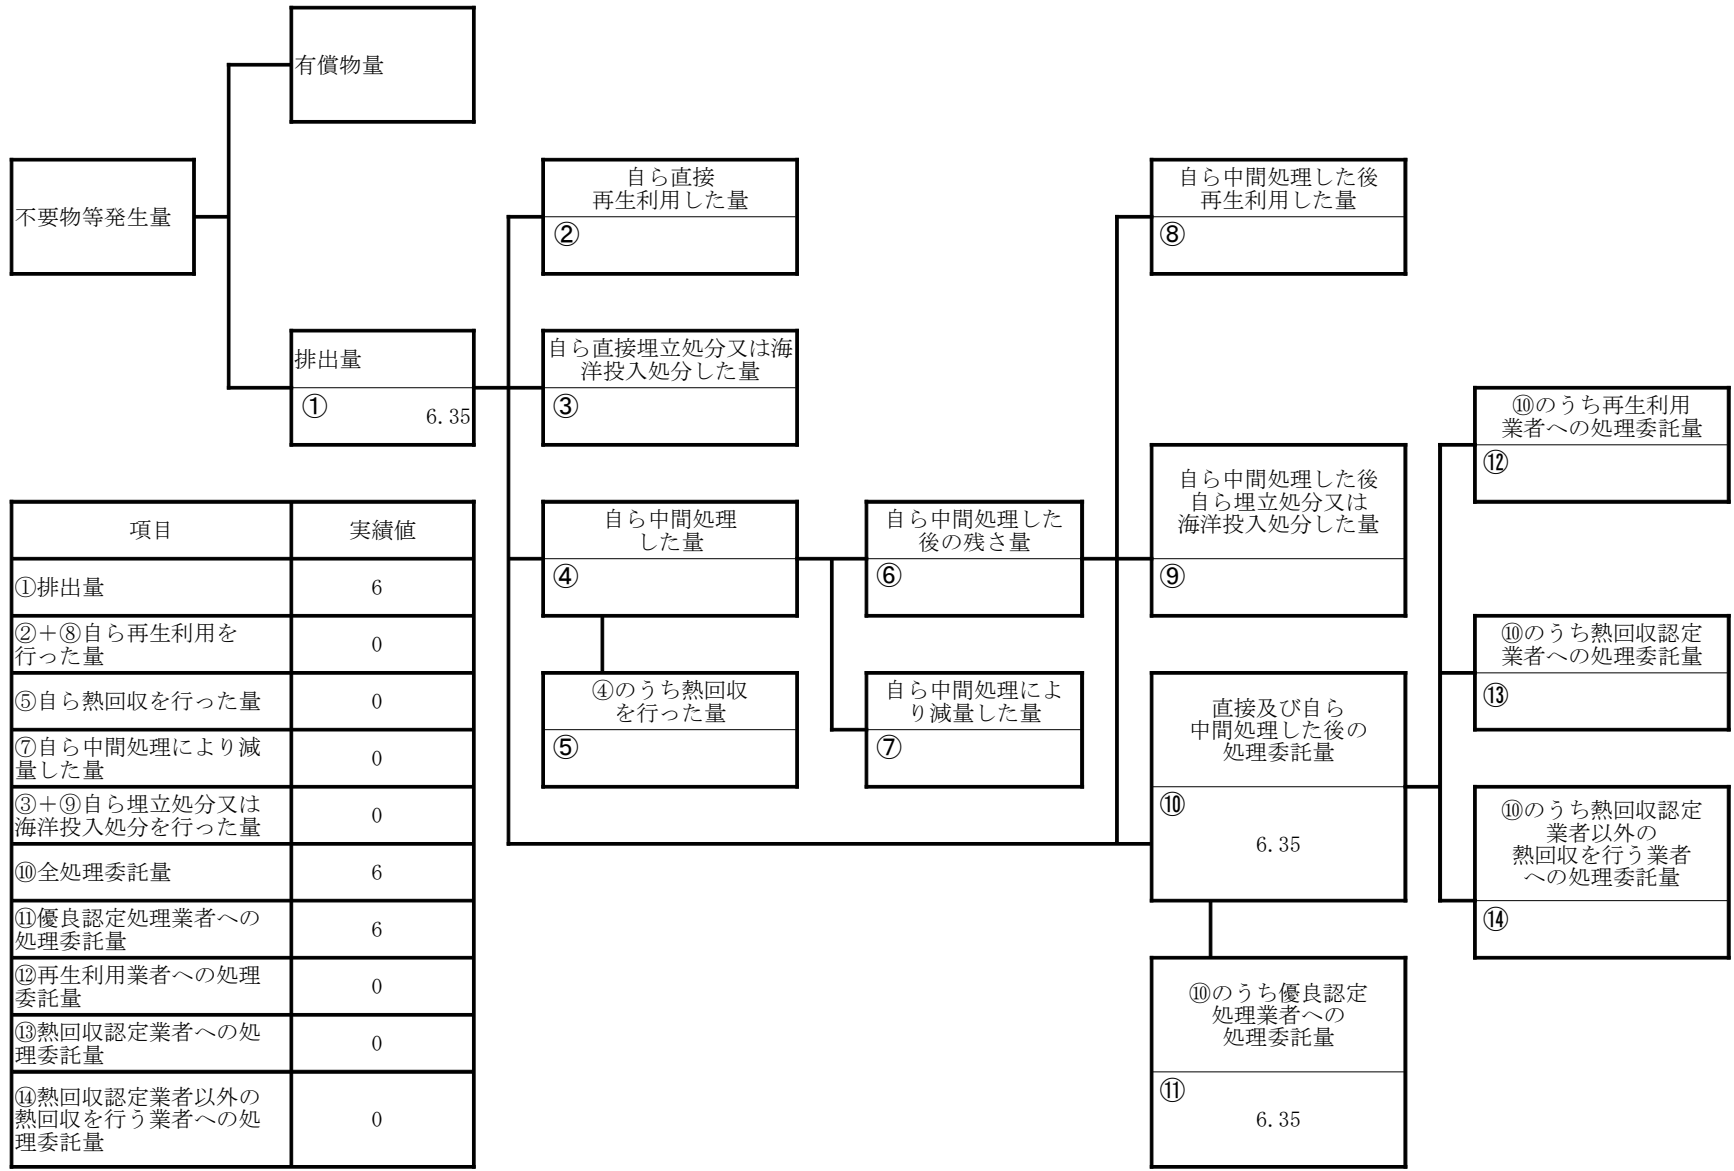 有償物量
不要物等発生量
自ら直接
再生利用した量
②
自ら中間処理した後
再生利用した量
⑧
排出量
①
6.35
自ら直接埋立処分又は海
洋投入処分した量
③
⑩のうち再生利用
業者への処理委託量
⑫
自ら中間処理
した量
④
自ら中間処理した
後の残さ量
⑥
自ら中間処理した後
自ら埋立処分又は
海洋投入処分した量
⑨
⑩のうち熱回収認定
業者への処理委託量
⑬
④のうち熱回収
を行った量
⑤
自ら中間処理によ
り減量した量
⑦
直接及び自ら
中間処理した後の
処理委託量
⑩
6.35
⑩のうち熱回収認定
業者以外の
熱回収を行う業者
への処理委託量
⑭
⑩のうち優良認定
処理業者への
処理委託量
⑪
6.35
項目 実績値
①排出量 6
②＋⑧自ら再生利用を
行った量 0
⑤自ら熱回収を行った量 0
⑦自ら中間処理により減
量した量 0
③＋⑨自ら埋立処分又は
海洋投入処分を行った量 0
⑩全処理委託量 6
⑪優良認定処理業者への
処理委託量 6
⑫再生利用業者への処理
委託量 0
⑬熱回収認定業者への処
理委託量 0
⑭熱回収認定業者以外の
熱回収を行う業者への処 0
理委託量